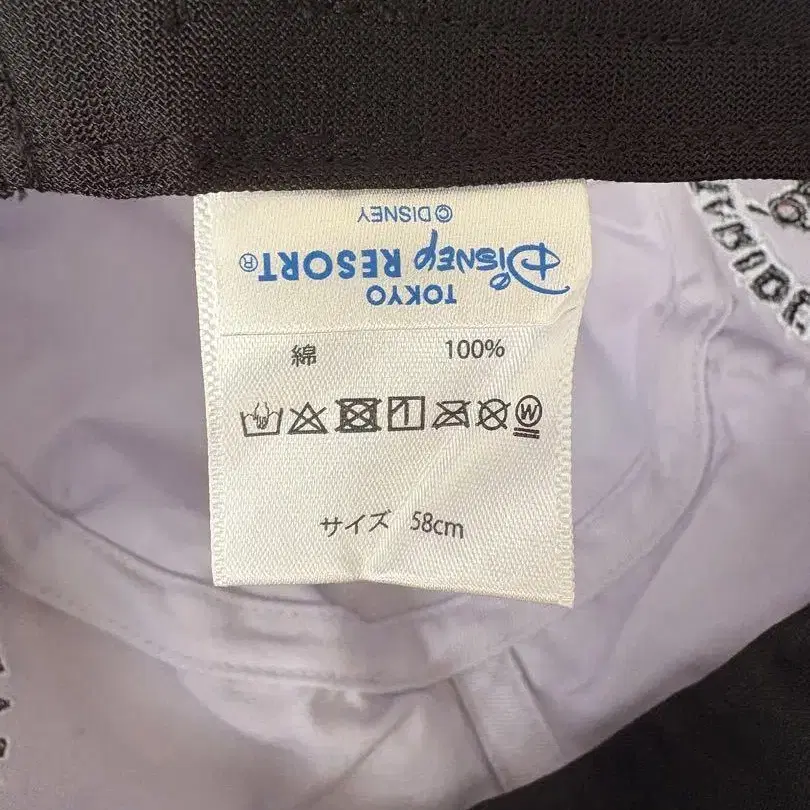 © DISNEY
TOKYO
Disney RESORT®
綿 100%
W
サイズ 58cm